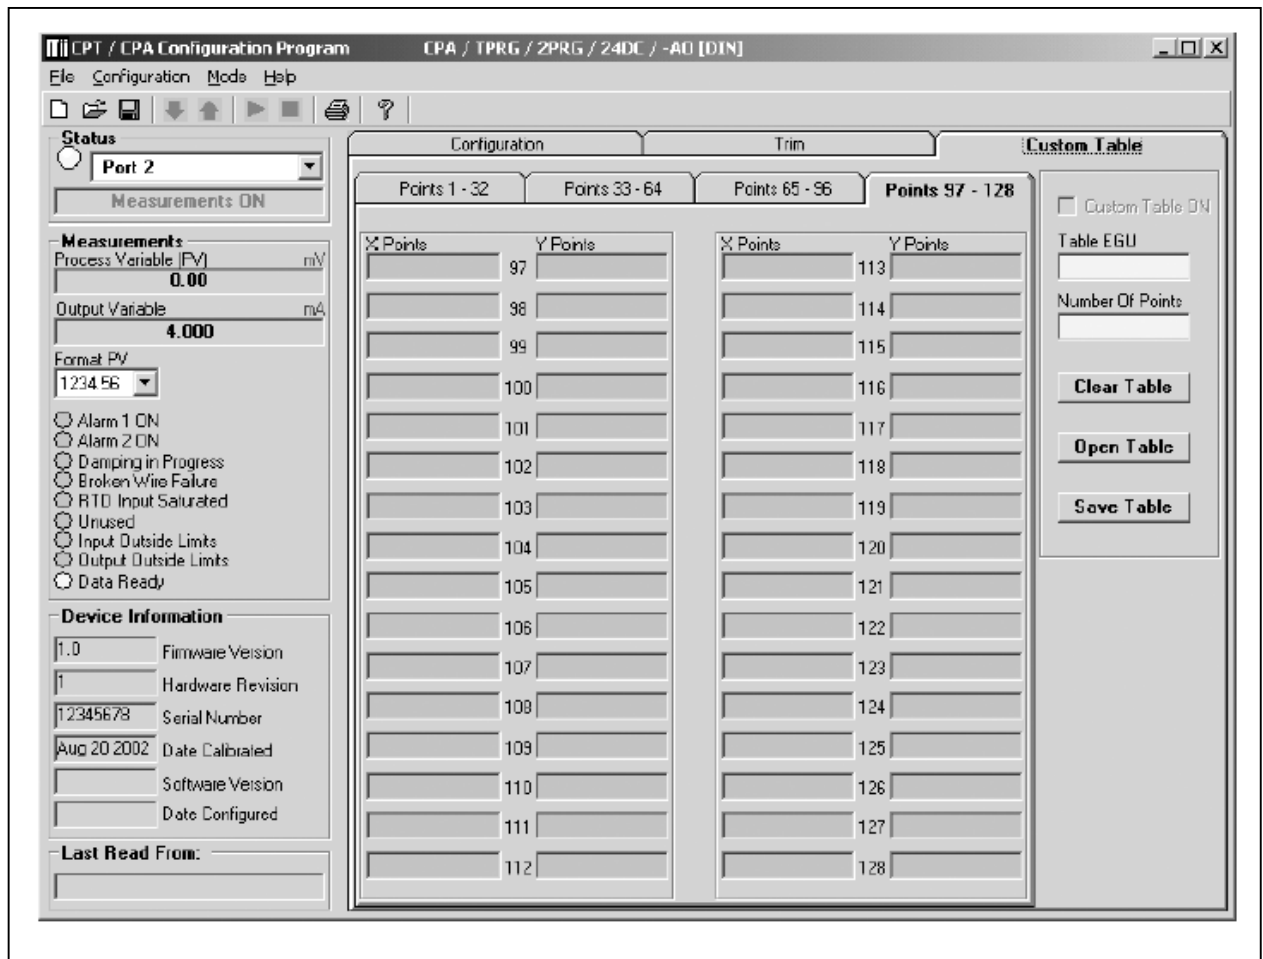 CPT / CPA Configuration Program CPA / TPRG / 2PRG / 24DC / -AO [DIN]
File Configuration Mode Help
Status
Port 2
Measurements ON
Measurements
Process Variable (PV) mV
0.00
Output Variable mA
4.000
Format PV
1234.56
Alarm 1 ON
Alarm 2 ON
Damping in Progress
Broken Wire Failure
RTD Input Saturated
Unused
Input Outside Limits
Output Outside Limits
Data Ready
Device Information
1.0 Firmware Version
1 Hardware Revision
12345678 Serial Number
Aug 20 2002 Date Calibrated
Software Version
Date Configured
Last Read From:
Configuration Trim Custom Table
Points 1 - 32 Points 33 - 64 Points 65 - 96 Points 97 - 128
X Points Y Points
97
98
99
100
101
102
103
104
105
106
107
108
109
110
111
112
X Points Y Points
113
114
115
116
117
118
119
120
121
122
123
124
125
126
127
128
Custom Table ON
Table EGU
Number Of Points
Clear Table
Open Table
Save Table